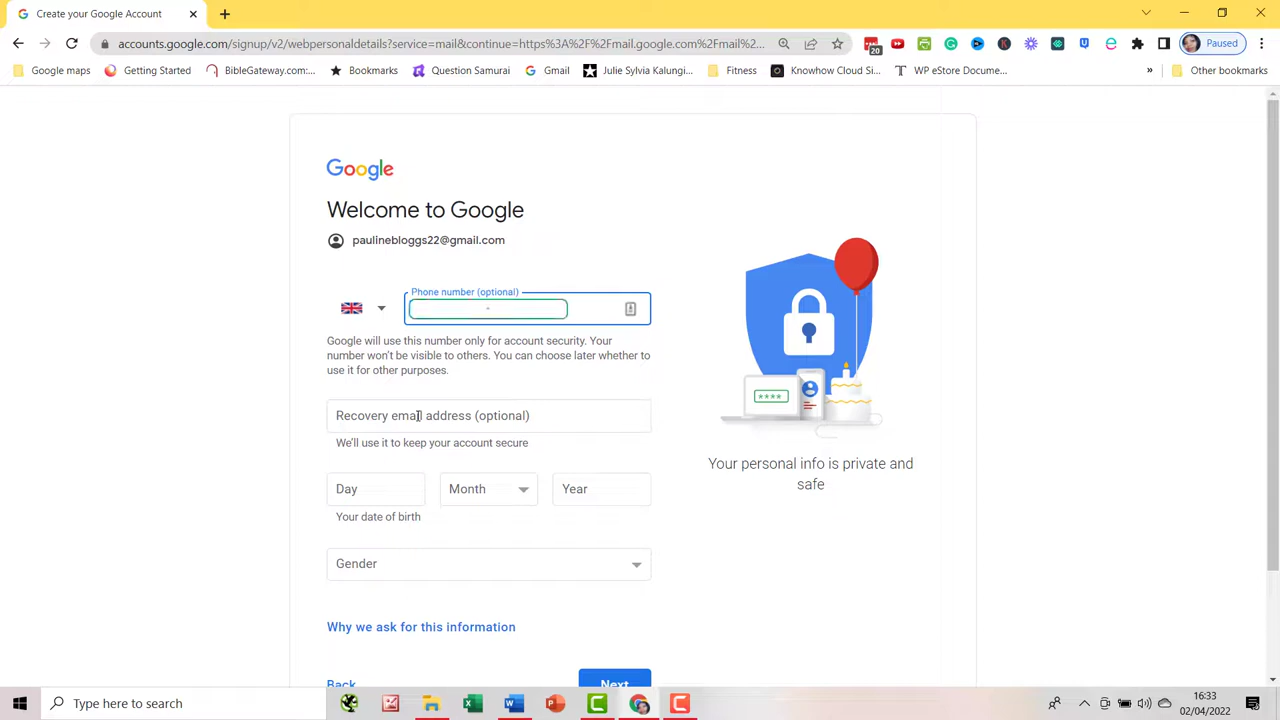 Create your Google Account
accounts.google.com/signup/v2/webpersonaldetails?service=mail&continue=https%3A%2F%2Fmail.google.com%2Fmail%2...
20
Paused
Google maps
Getting Started
BibleGateway.com:...
Bookmarks
Question Samurai
Gmail
Julie Sylvia Kalungi...
Fitness
Knowhow Cloud Si...
WP eStore Docume...
»
Other bookmarks
Google
Welcome to Google
paulinebloggs22@gmail.com
Phone number (optional)
-
Google will use this number only for account security. Your
number won't be visible to others. You can choose later whether to
use it for other purposes.
Recovery email address (optional)
We'll use it to keep your account secure
Day
Month
Year
Your date of birth
Gender
Why we ask for this information
Back
Next
****
Your personal info is private and
safe
Type here to search
16:33
02/04/2022